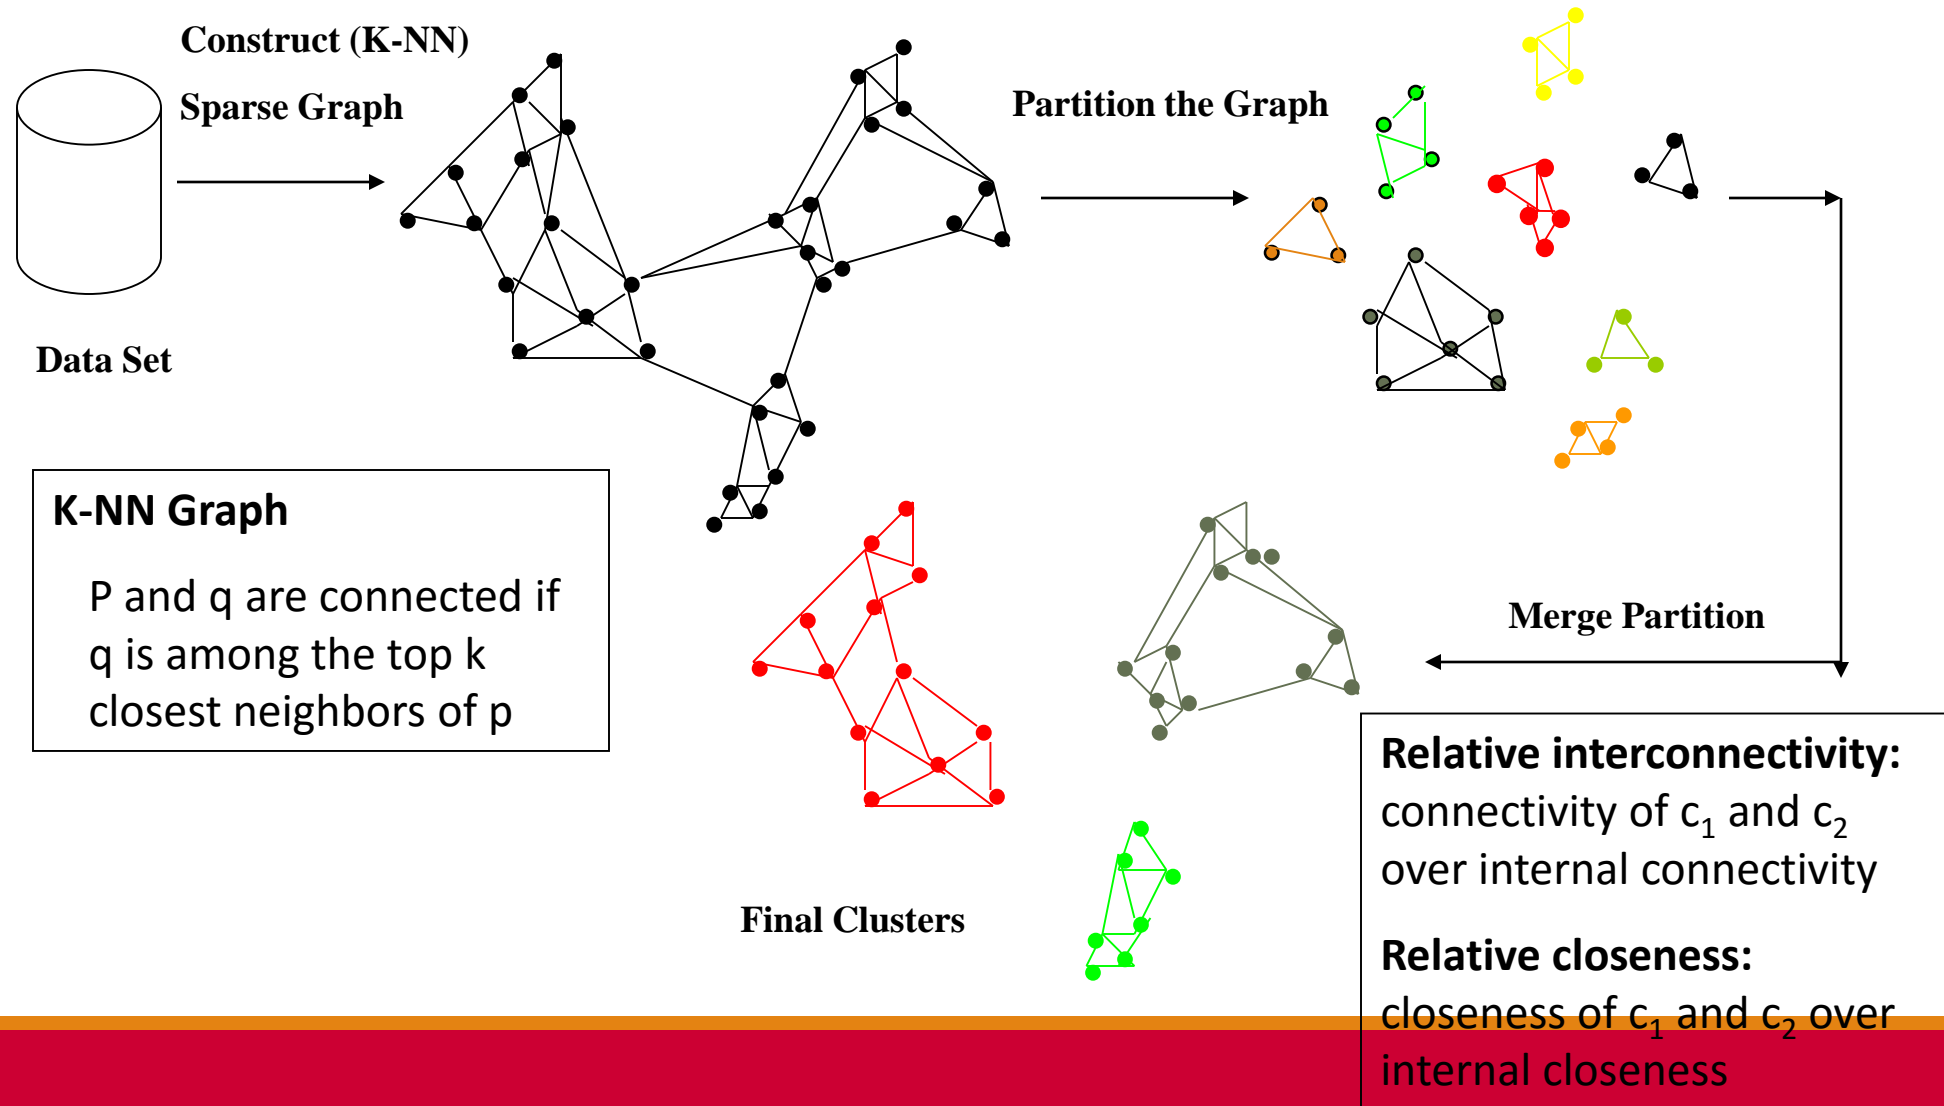 Construct (K-NN)
Sparse Graph
Partition the Graph
Data Set
K-NN Graph
P and q are connected if
q is among the top k
closest neighbors of p
Merge Partition
Relative interconnectivity:
connectivity of c₁ and c₂
over internal connectivity
Relative closeness:
closeness of c₁ and c₂ over
internal closeness
Final Clusters